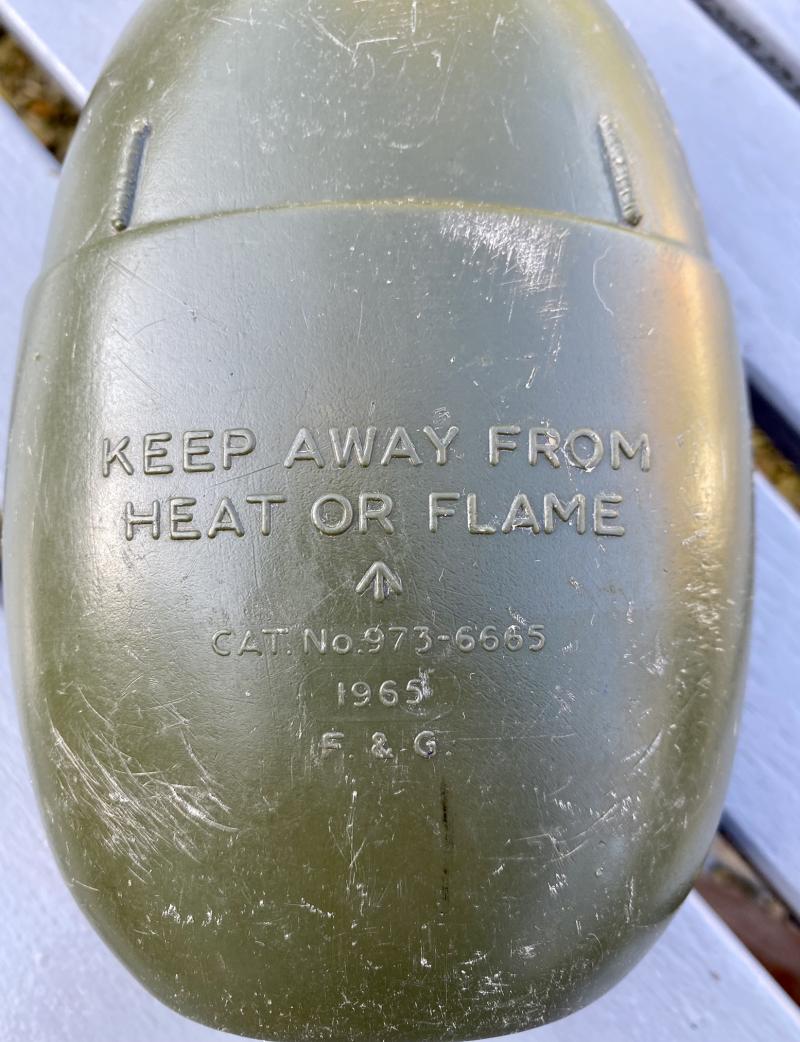 KEEP AWAY FROM
HEAT OR FLAME
CAT. No. 973-6665
1965
F. & G.